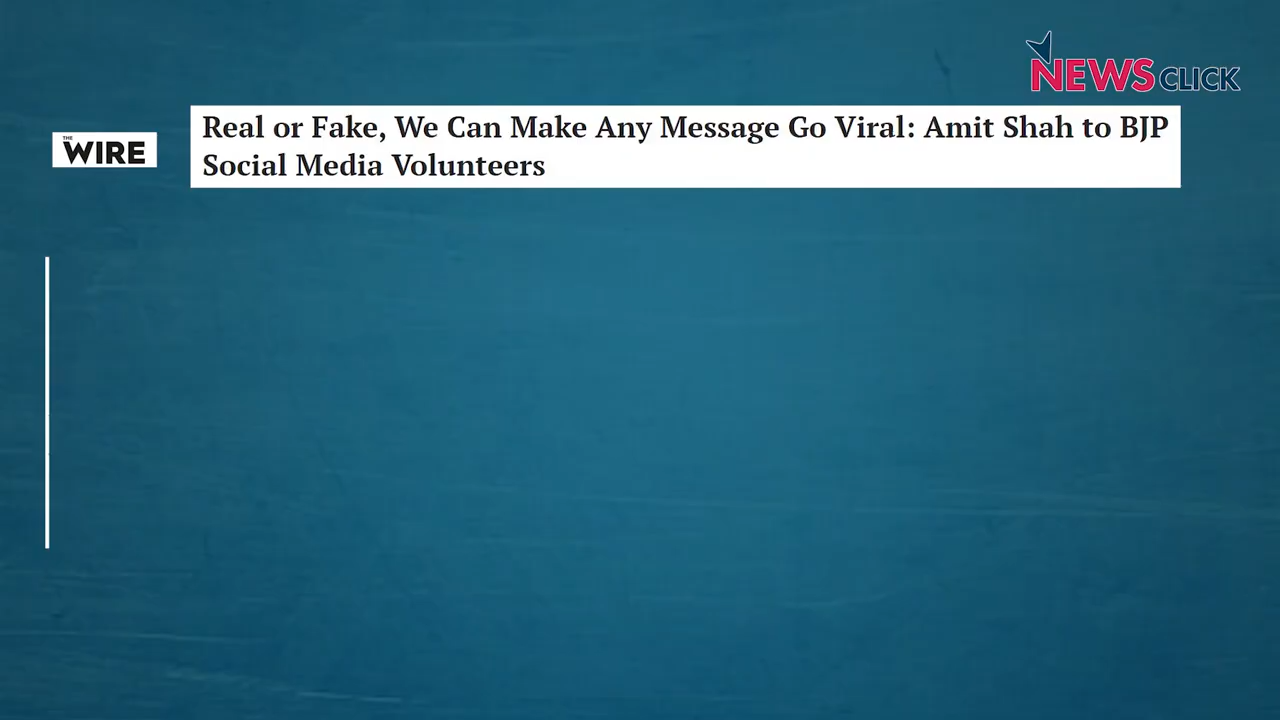 NEWSCLICK
THE
WIRE
Real or Fake, We Can Make Any Message Go Viral: Amit Shah to BJP
Social Media Volunteers